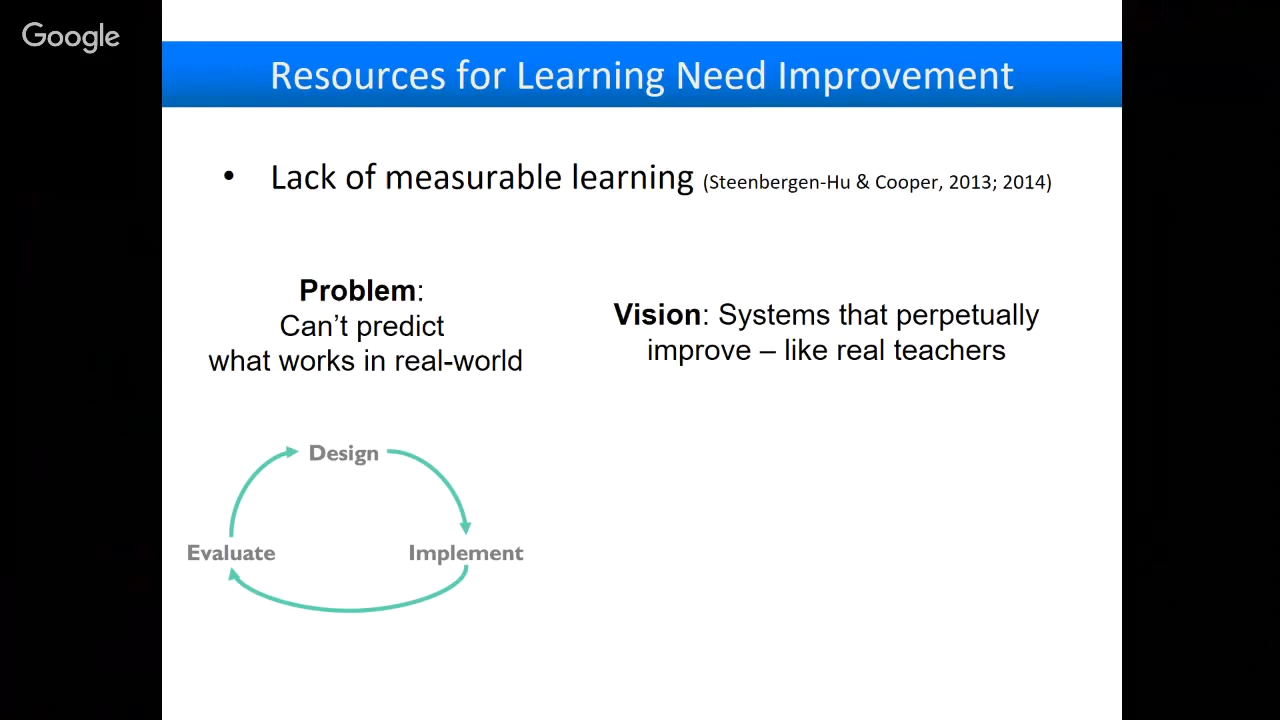 Google
Resources for Learning Need Improvement
• Lack of measurable learning (Steenbergen-Hu & Cooper, 2013; 2014)
Problem:
Can’t predict
what works in real-world
Vision: Systems that perpetually
improve – like real teachers
Design
Evaluate
Implement